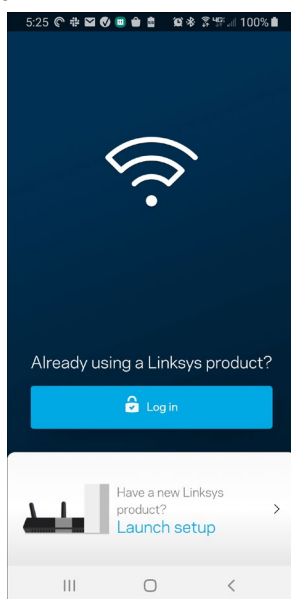 5:25
100%
Already using a Linksys product?
Log in
Have a new Linksys
product?
Launch setup